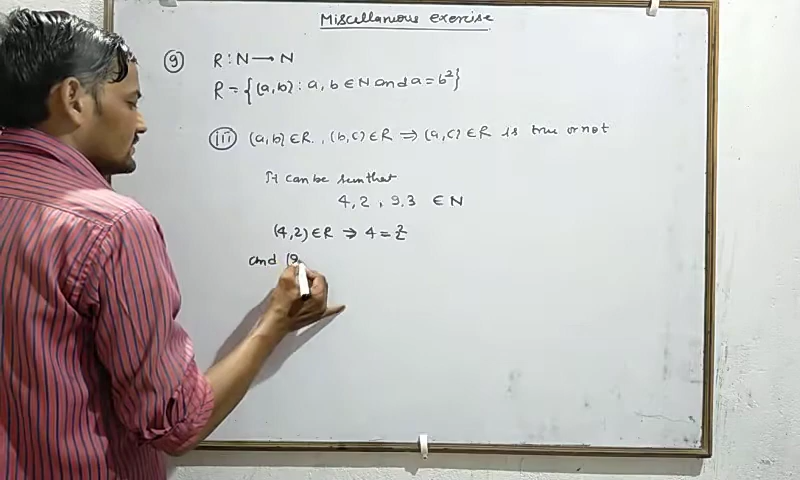 Miscellanous exercise
⑨ R : N ⟶ N
R = {(a,b) : a, b ∈ N and a = b²}
(iii) (a,b) ∈ R, (b,c) ∈ R ⇒ (a,c) ∈ R is true or not
It can be seen that
4, 2, 9, 3 ∈ N
(4,2) ∈ R ⇒ 4 = 2²
and (9